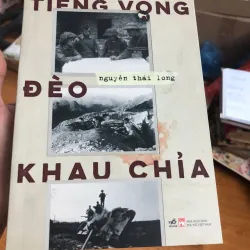 TIẾNG VỌNG
nguyễn thái long
ĐÈO
KHAU CHỈA